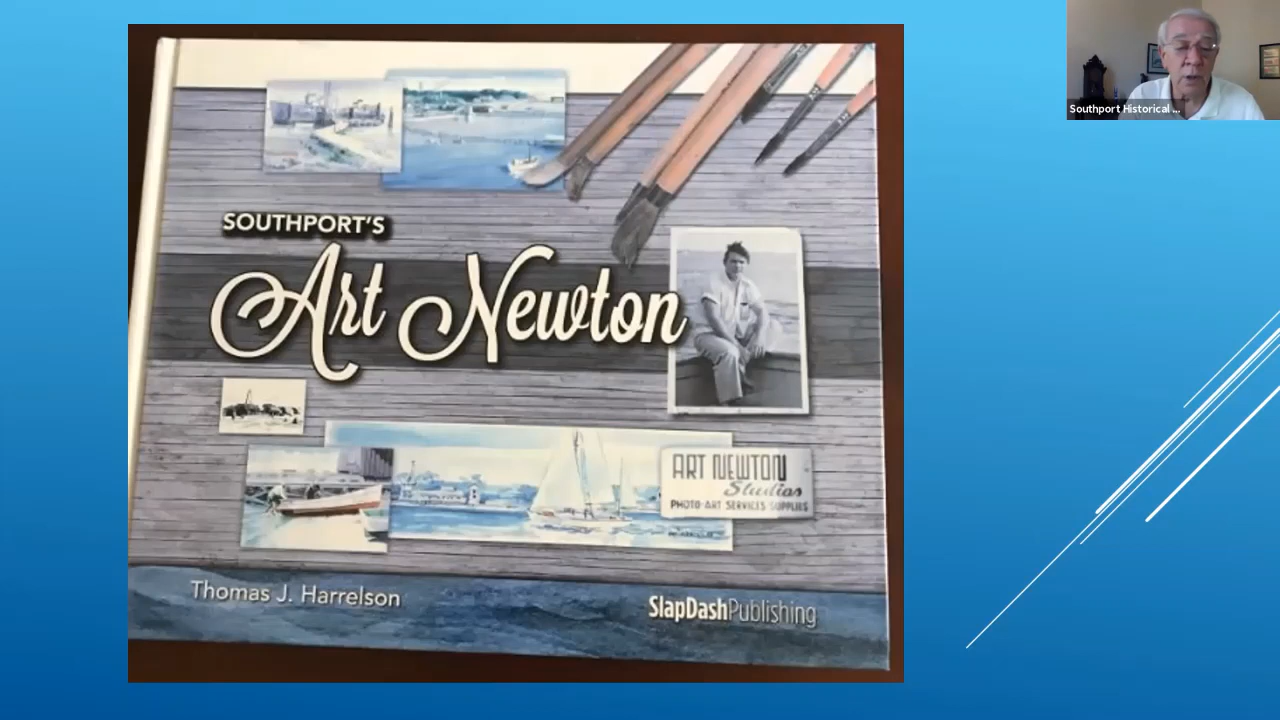 Southport Historical ...
SOUTHPORT'S
Art Newton
ART NEWTON
Studios
PHOTO-ART SERVICES SUPPLIES
Thomas J. Harrelson
SlapDashPublishing